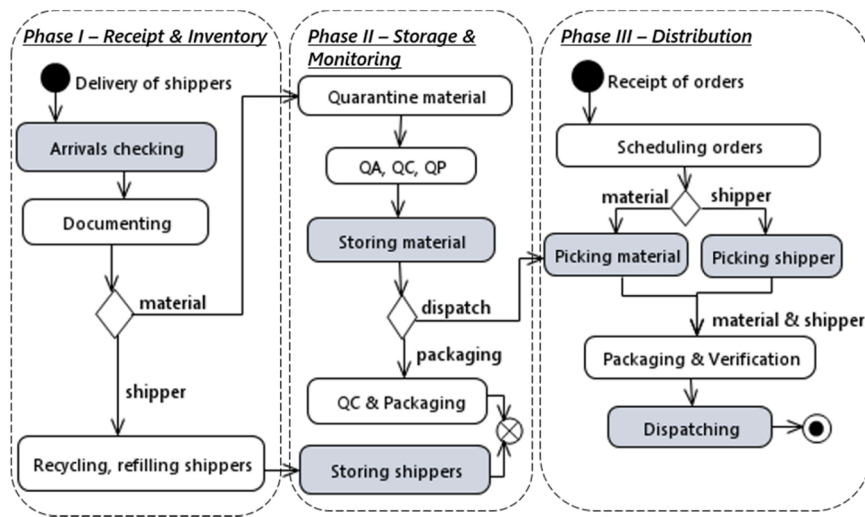 Phase I – Receipt & Inventory
Delivery of shippers
Arrivals checking
Documenting
material
shipper
Recycling, refilling shippers
Phase II – Storage &
Monitoring
Quarantine material
QA, QC, QP
Storing material
dispatch
packaging
QC & Packaging
Storing shippers
Phase III – Distribution
Receipt of orders
Scheduling orders
material
shipper
Picking material
Picking shipper
material & shipper
Packaging & Verification
Dispatching